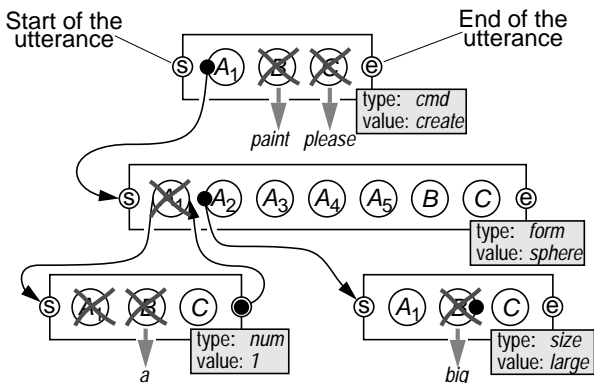 Start of the
utterance
End of the
utterance
s A1 B C e
type: cmd
value: create
paint please
s A1 A2 A3 A4 A5 B C e
type: form
value: sphere
s A1 B C
type: num
value: 1
a
s A1 B C e
type: size
value: large
big